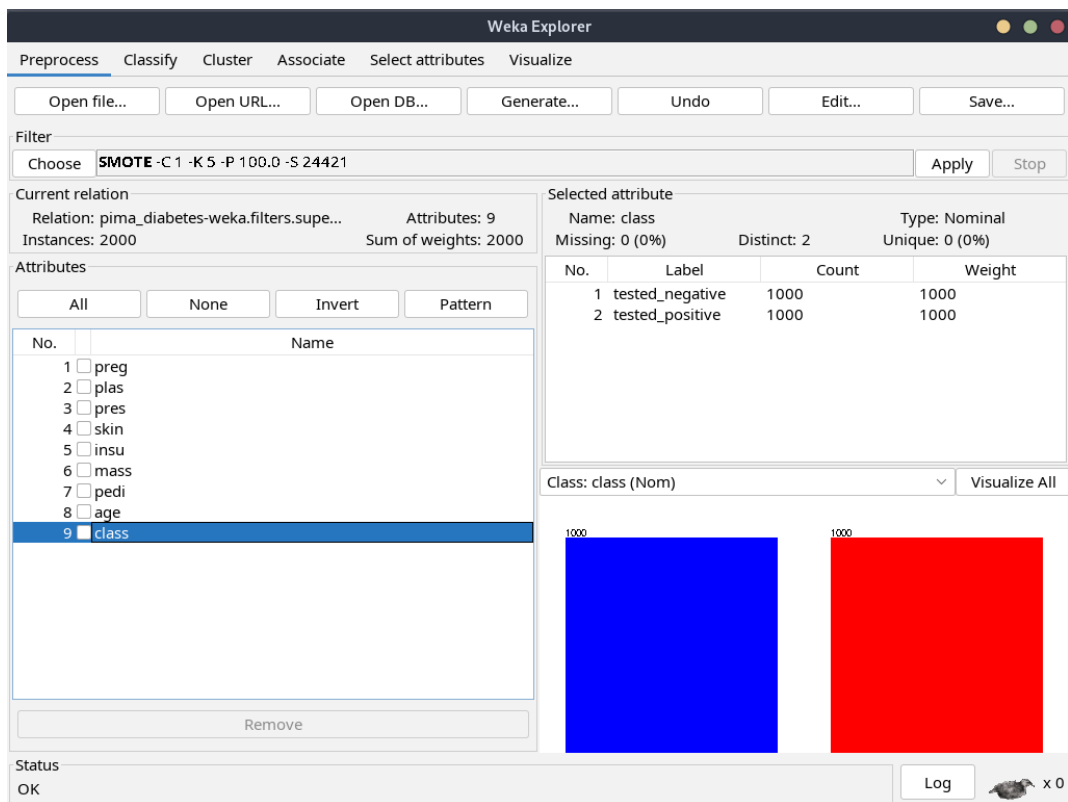 Weka Explorer
Preprocess Classify Cluster Associate Select attributes Visualize
Open file... Open URL... Open DB... Generate... Undo Edit... Save...
Filter
Choose SMOTE -C 1 -K 5 -P 100.0 -S 24421 Apply Stop
Current relation
Relation: pima_diabetes-weka.filters.supe... Attributes: 9
Instances: 2000 Sum of weights: 2000
Attributes
All None Invert Pattern
No. Name
1 preg
2 plas
3 pres
4 skin
5 insu
6 mass
7 pedi
8 age
9 class
Remove
Selected attribute
Name: class Type: Nominal
Missing: 0 (0%) Distinct: 2 Unique: 0 (0%)
No. Label Count Weight
1 tested_negative 1000 1000
2 tested_positive 1000 1000
Class: class (Nom) Visualize All
1000 1000
Status
OK Log x 0